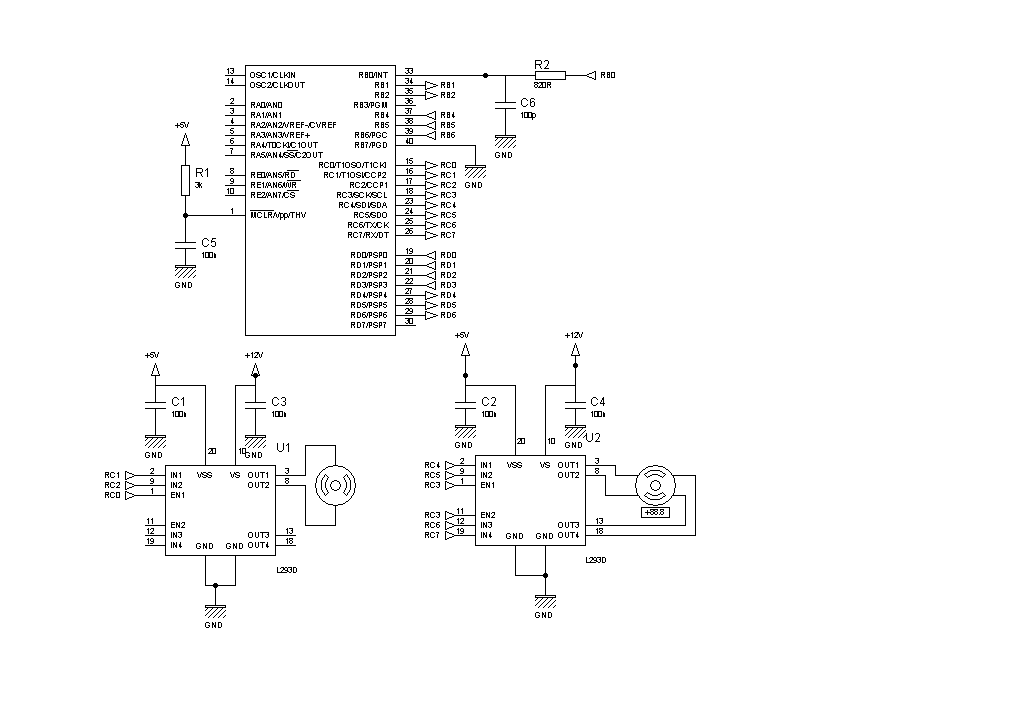 13 OSC1/CLKIN
14 OSC2/CLKOUT
2 RA0/AN0
3 RA1/AN1
4 RA2/AN2/VREF-/CVREF
5 RA3/AN3/VREF+
6 RA4/T0CKI/C1OUT
7 RA5/AN4/SS/C2OUT
8 RE0/AN5/RD
9 RE1/AN6/WR
10 RE2/AN7/CS
1 MCLR/Vpp/THV
RB0/INT 33
RB1 34 RB1
RB2 35 RB2
RB3/PGM 36
RB4 37 RB4
RB5 38 RB5
RB6/PGC 39 RB6
RB7/PGD 40
RC0/T1OSO/T1CKI 15 RC0
RC1/T1OSI/CCP2 16 RC1
RC2/CCP1 17 RC2
RC3/SCK/SCL 18 RC3
RC4/SDI/SDA 23 RC4
RC5/SDO 24 RC5
RC6/TX/CK 25 RC6
RC7/RX/DT 26 RC7
RD0/PSP0 19 RD0
RD1/PSP1 20 RD1
RD2/PSP2 21 RD2
RD3/PSP3 22 RD3
RD4/PSP4 27 RD4
RD5/PSP5 28 RD5
RD6/PSP6 29 RD6
RD7/PSP7 30
R2
820R
RB0
C6
100p
GND
GND
+5V
R1
3k
C5
100n
GND
+5V
+12V
C1
100n
C3
100n
GND
GND
20
10
U1
RC1 2 IN1
RC2 9 IN2
RC0 1 EN1
11 EN2
12 IN3
19 IN4
VSS
VS
OUT1 3
OUT2 8
OUT3 13
OUT4 18
GND
GND
L293D
GND
+5V
+12V
C2
100n
C4
100n
GND
GND
20
10
U2
RC4 2 IN1
RC5 9 IN2
RC3 1 EN1
RC3 11 EN2
RC6 12 IN3
RC7 19 IN4
VSS
VS
OUT1 3
OUT2 8
OUT3 13
OUT4 18
GND
GND
+88.8
L293D
GND